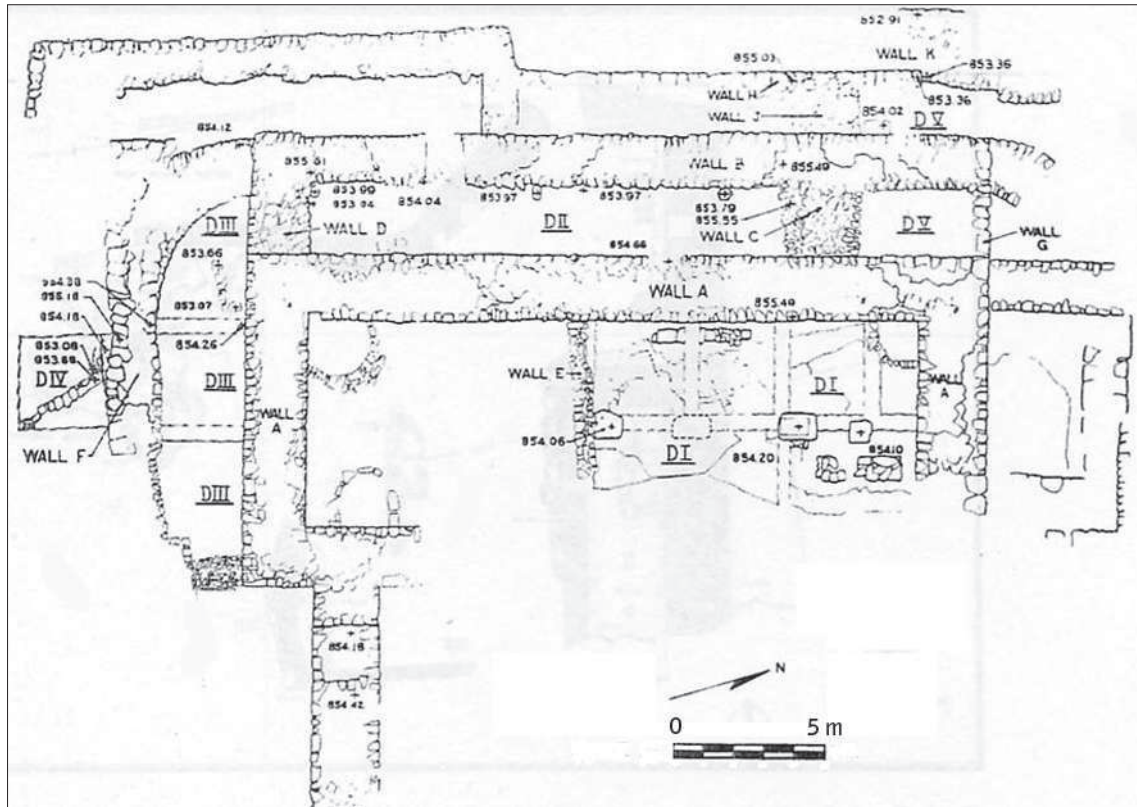 852.91
WALL K
855.03
853.36
WALL H
853.36
WALL J
854.02
D V
854.12
855.61
WALL B
855.49
853.99
853.04
854.04
853.97
853.97
853.79
855.55
D III
WALL D
D II
WALL C
D V
WALL G
853.66
854.66
WALL A
854.38
855.18
854.18
853.07
855.49
853.08
853.68
854.26
D IV
D III
WALL E
D I
WALL A
WALL A
854.06
WALL F
D I
854.20
854.10
D III
N
854.18
0 5 m
854.42